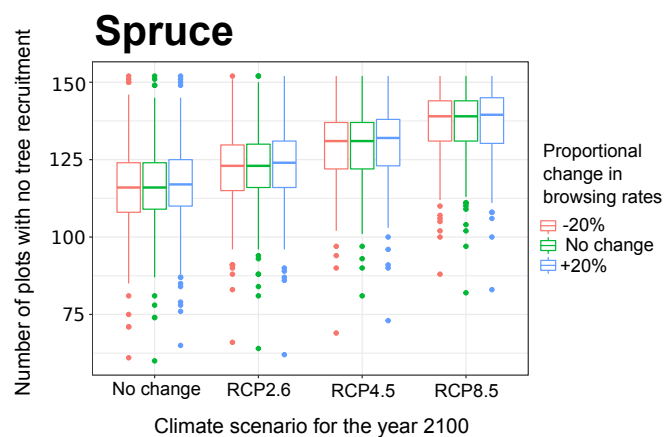 Spruce
Number of plots with no tree recruitment
150
125
100
75
No change RCP2.6 RCP4.5 RCP8.5
Climate scenario for the year 2100
Proportional
change in
browsing rates
-20%
No change
+20%